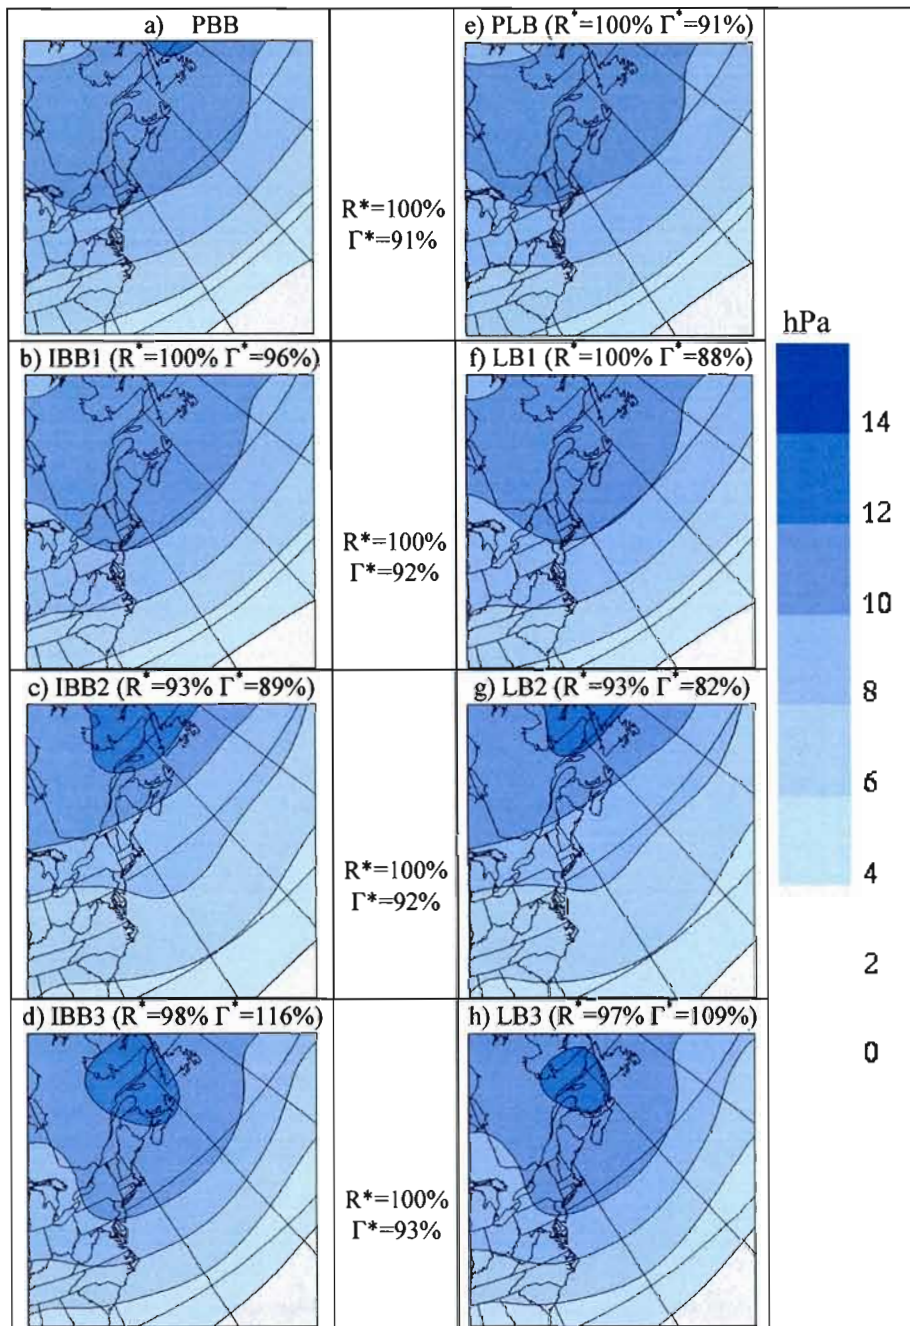 a) PBB
e) PLB (R*=100% Γ*=91%)
R*=100%
Γ*=91%
b) IBB1 (R*=100% Γ*=96%)
f) LB1 (R*=100% Γ*=88%)
R*=100%
Γ*=92%
c) IBB2 (R*=93% Γ*=89%)
g) LB2 (R*=93% Γ*=82%)
R*=100%
Γ*=92%
d) IBB3 (R*=98% Γ*=116%)
h) LB3 (R*=97% Γ*=109%)
R*=100%
Γ*=93%
hPa
14
12
10
8
6
4
2
0